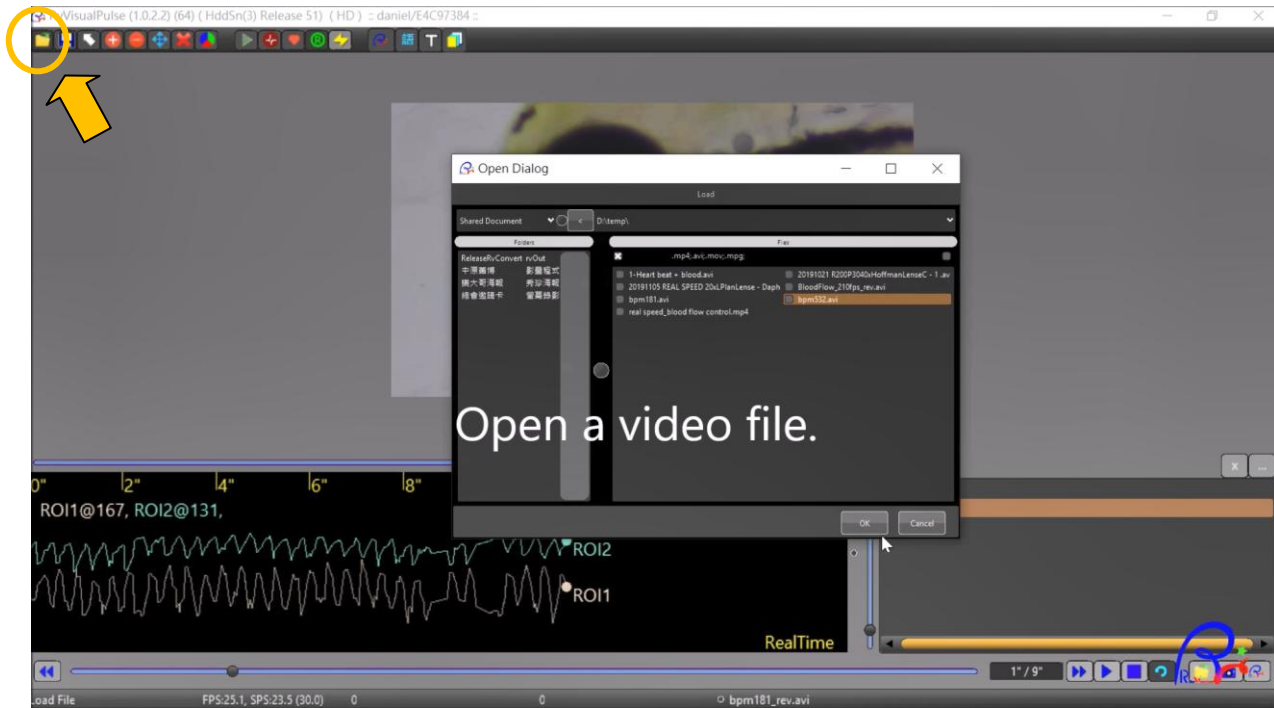 RvVisualPulse (1.0.2.2) (64) ( HddSn(3) Release 51) ( HD ) :: daniel/E4C97384 ::
語 T
Open Dialog
Load
Shared Document < D:\temp\
Folders
Files
ReleaseRvConvert rvOut
.mp4;.avi;.mov;.mpg;
1-Heart beat + blood.avi
20191021 R200P3040xHoffmanLenseC - 1 .av
20191105 REAL SPEED 20xLPlanLense - Daph
BloodFlow_210fps_rev.avi
bpm181.avi
bpm532.avi
real speed_blood flow control.mp4
Open a video file.
OK Cancel
X ...
0" 2" 4" 6" 8"
ROI1@167, ROI2@131,
ROI2
ROI1
RealTime
1" / 9"
Load File FPS:25.1, SPS:23.5 (30.0) 0 0 bpm181_rev.avi